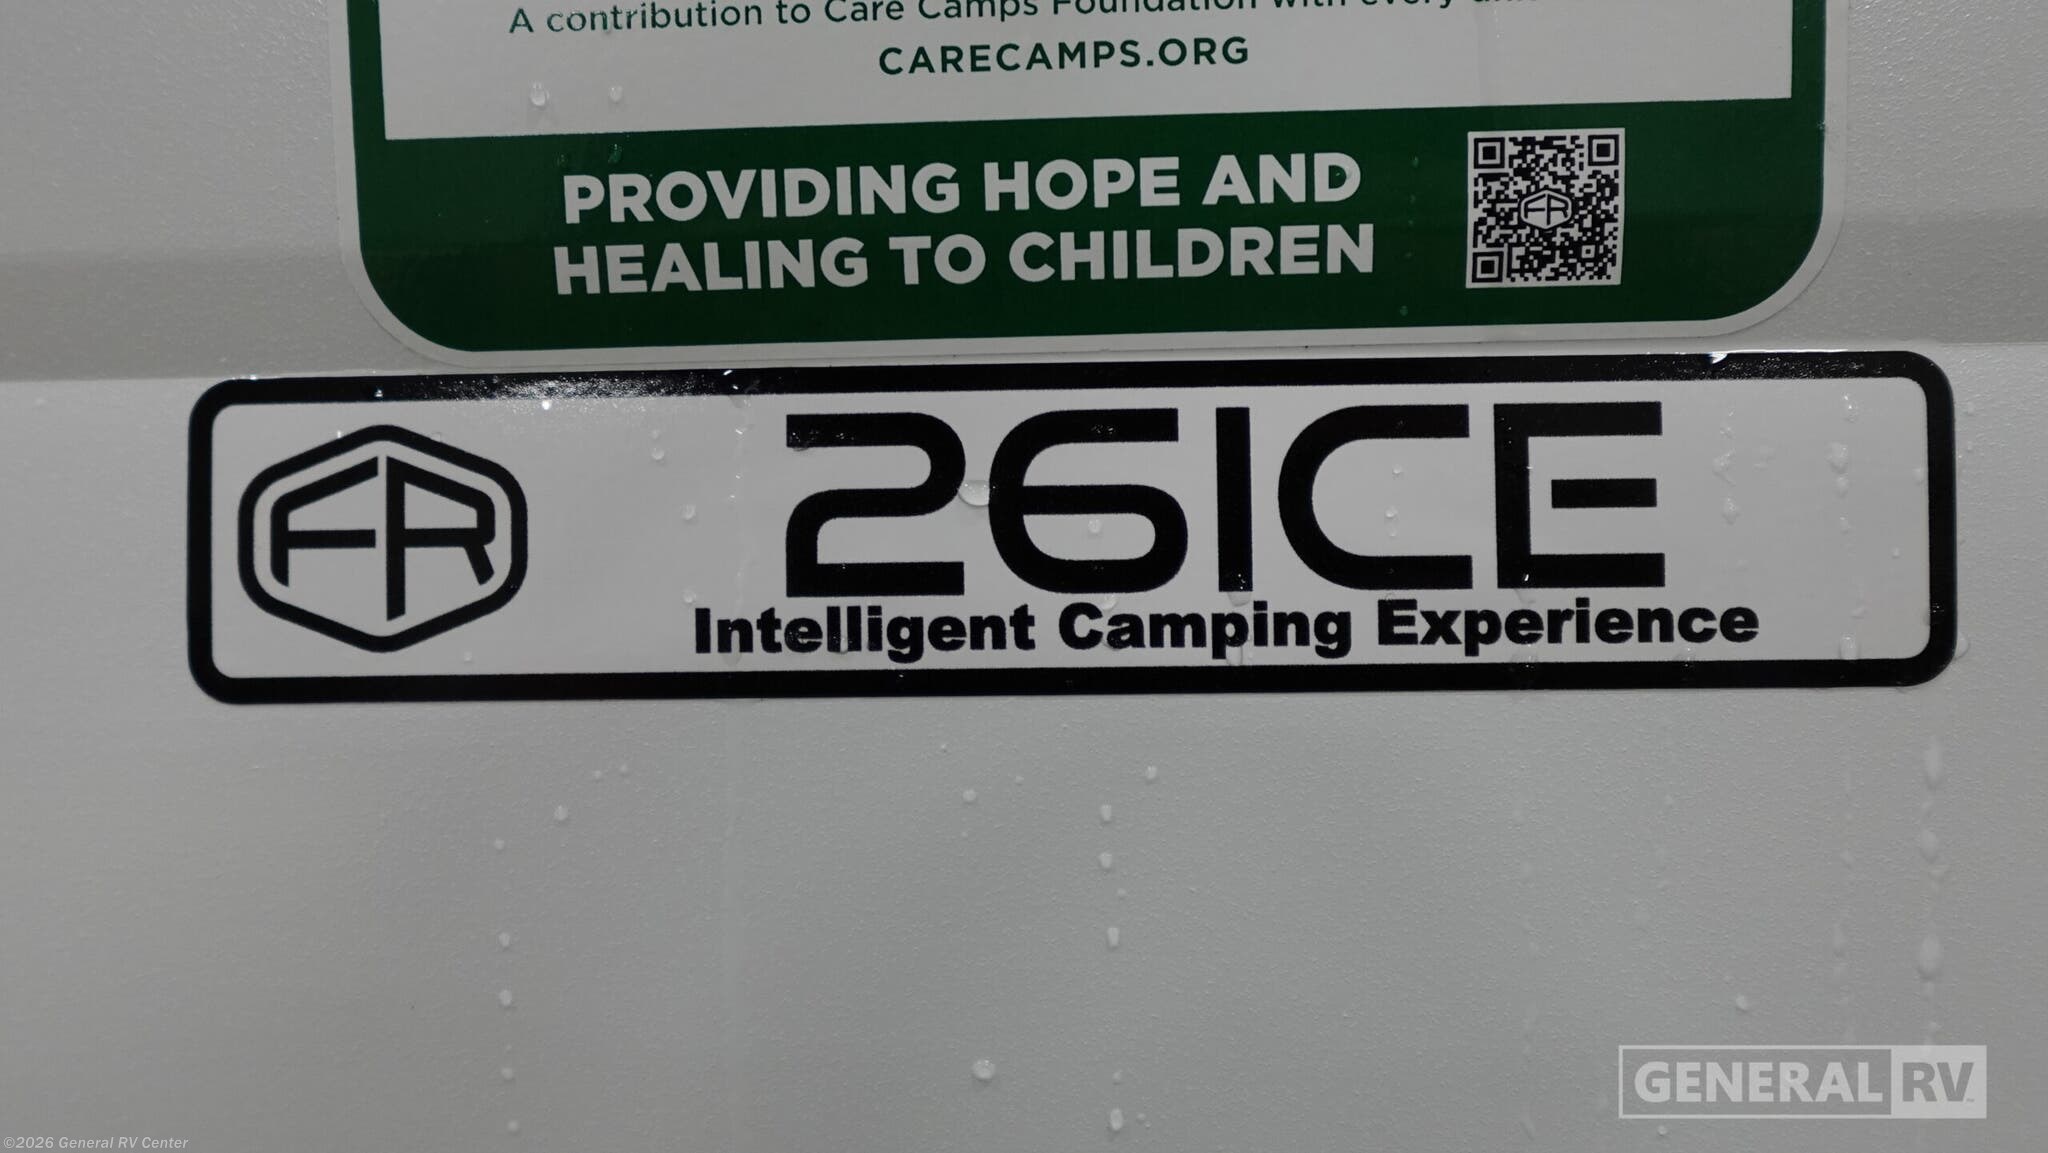 A contribution to Care Camps Foundation with every
CARECAMPS.ORG
PROVIDING HOPE AND
HEALING TO CHILDREN
FR
FR
26ICE
Intelligent Camping Experience
GENERAL RV
©2026 General RV Center